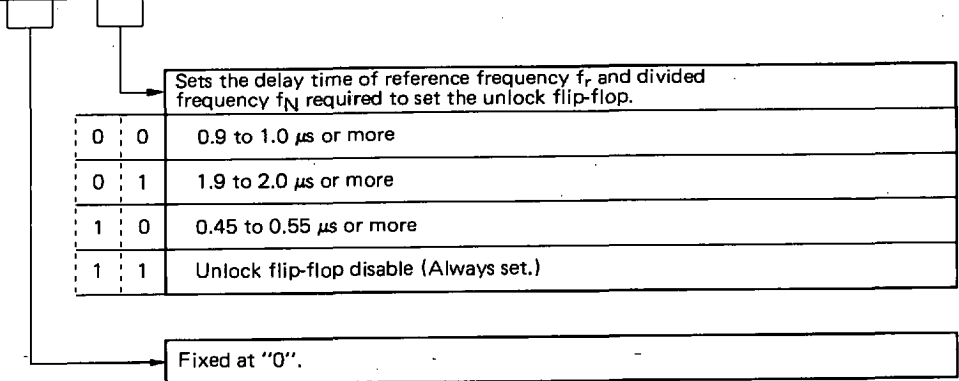 Sets the delay time of reference frequency fr and divided
frequency fN required to set the unlock flip-flop.
0 0 0.9 to 1.0 μs or more
0 1 1.9 to 2.0 μs or more
1 0 0.45 to 0.55 μs or more
1 1 Unlock flip-flop disable (Always set.)
Fixed at "0".